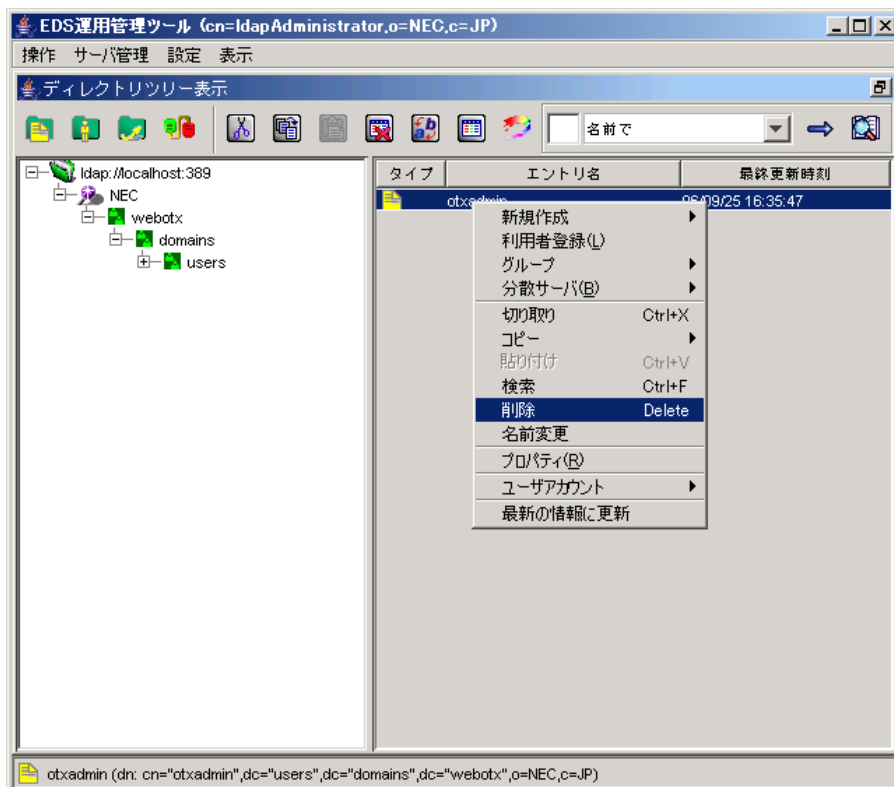 EDS運用管理ツール (cn=ldapAdministrator,o=NEC,c=JP)
操作 サーバ管理 設定 表示
ディレクトリツリー表示
名前で
ldap://localhost:389
NEC
webotx
domains
users
タイプ エントリ名 最終更新時刻
otxadmin 06/09/25 16:35:47
新規作成
利用者登録(L)
グループ
分散サーバ(B)
切り取り Ctrl+X
コピー
貼り付け Ctrl+V
検索 Ctrl+F
削除 Delete
名前変更
プロパティ(R)
ユーザアカウント
最新の情報に更新
otxadmin (dn: cn="otxadmin",dc="users",dc="domains",dc="webotx",o=NEC,c=JP)